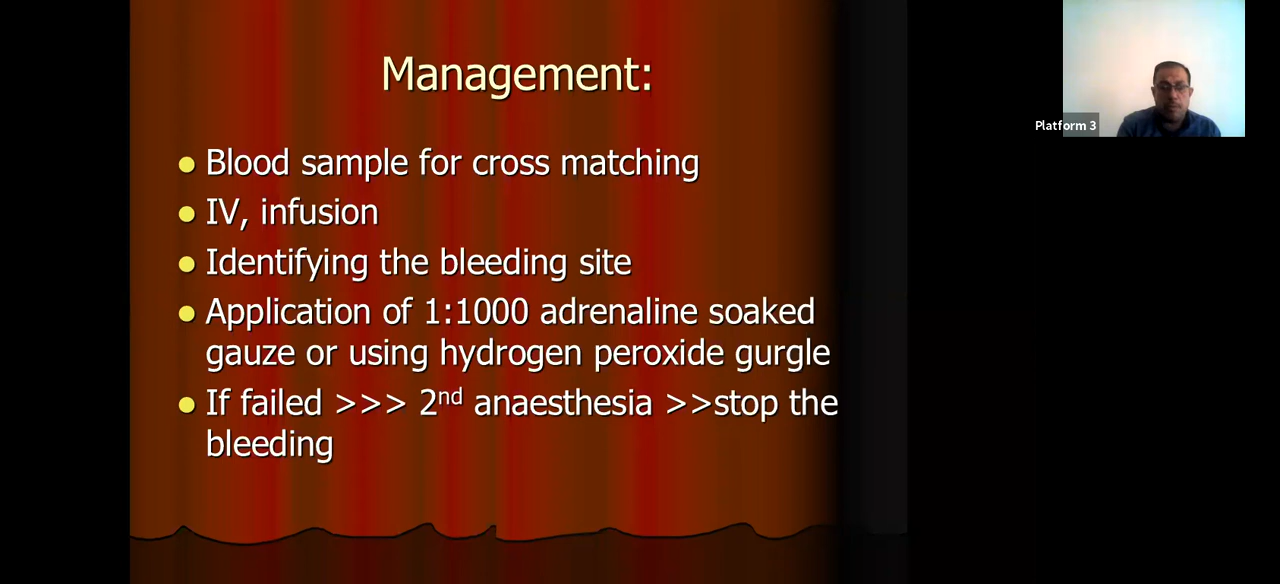 Management:
Blood sample for cross matching
IV, infusion
Identifying the bleeding site
Application of 1:1000 adrenaline soaked
gauze or using hydrogen peroxide gurgle
If failed >>> 2nd anaesthesia >>stop the
bleeding
Platform 3